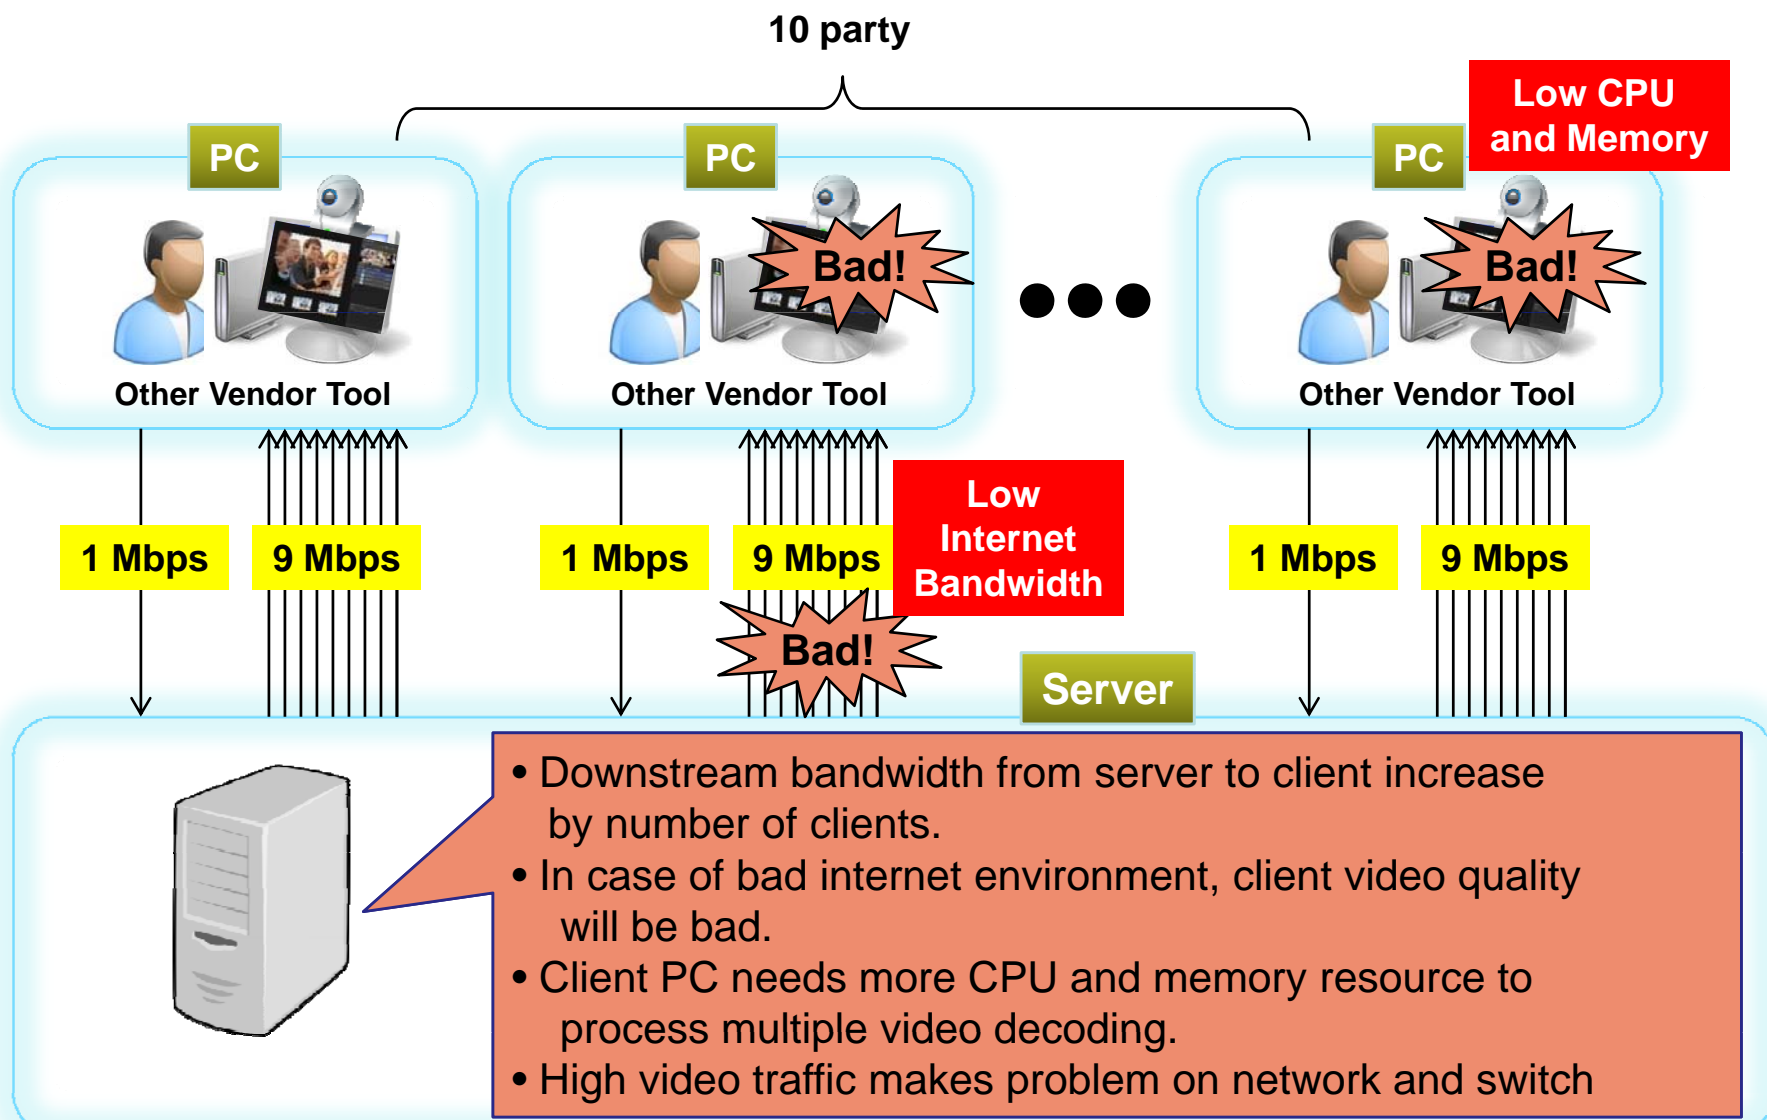 10 party
Low CPU
and Memory
PC
PC
PC
Bad!
Bad!
Other Vendor Tool
Other Vendor Tool
Other Vendor Tool
Low
Internet
Bandwidth
1 Mbps
9 Mbps
1 Mbps
9 Mbps
1 Mbps
9 Mbps
Bad!
Server
• Downstream bandwidth from server to client increase
by number of clients.
• In case of bad internet environment, client video quality
will be bad.
• Client PC needs more CPU and memory resource to
process multiple video decoding.
• High video traffic makes problem on network and switch